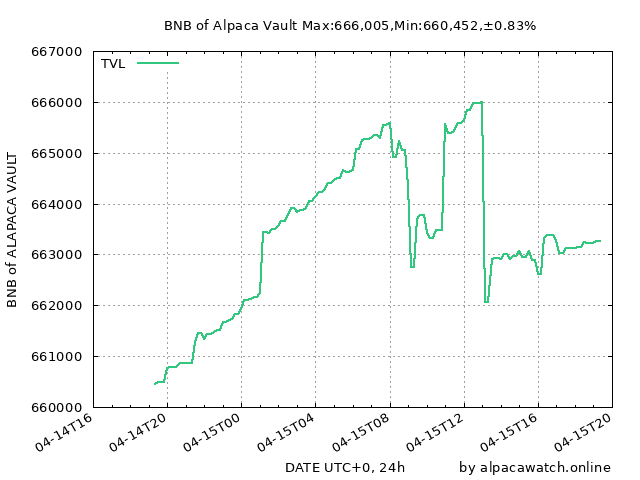 BNB of Alpaca Vault Max:666,005,Min:660,452,±0.83%
667000
TVL
666000
665000
664000
663000
662000
661000
660000
BNB of ALAPACA VAULT
04-14T16
04-14T20
04-15T00
04-15T04
04-15T08
04-15T12
04-15T16
04-15T20
DATE UTC+0, 24h
by alpacawatch.online